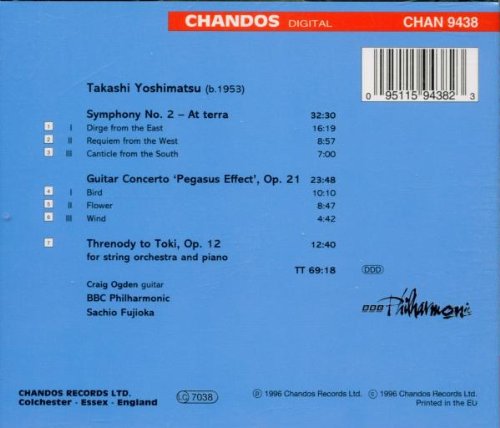 CHANDOS DIGITAL CHAN 9438
0 95115 94382 3
Takashi Yoshimatsu (b.1953)
Symphony No. 2 – At terra 32:30
1 I Dirge from the East 16:19
2 II Requiem from the West 8:57
3 III Canticle from the South 7:00
Guitar Concerto ‘Pegasus Effect’, Op. 21 23:48
4 I Bird 10:10
5 II Flower 8:47
6 III Wind 4:42
7 Threnody to Toki, Op. 12 12:40
for string orchestra and piano
TT 69:18 DDD
Craig Ogden guitar
BBC Philharmonic
Sachio Fujioka
BBC Philharmonic
CHANDOS RECORDS LTD.
Colchester - Essex - England
LC 7038
℗ 1996 Chandos Records Ltd. © 1996 Chandos Records Ltd.
Printed in the EU